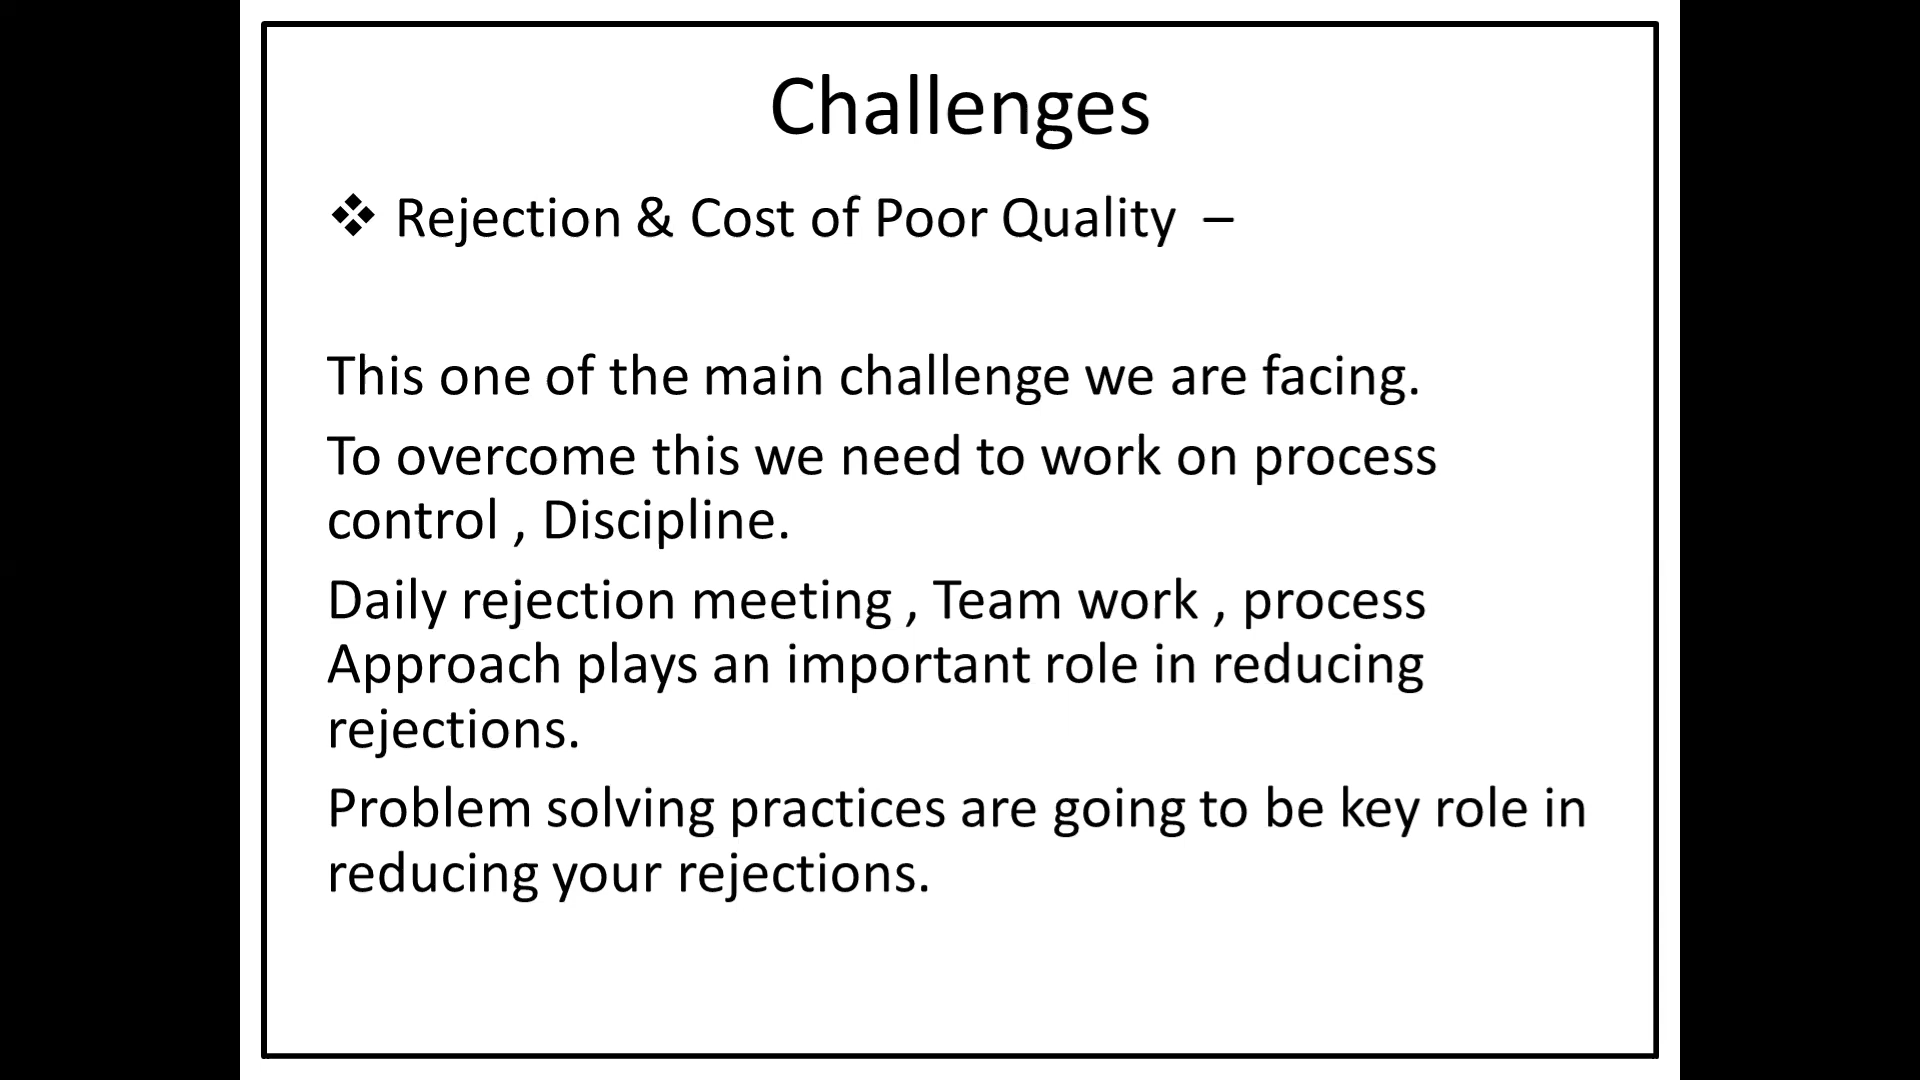 Challenges
❖ Rejection & Cost of Poor Quality –
This one of the main challenge we are facing.
To overcome this we need to work on process
control , Discipline.
Daily rejection meeting , Team work , process
Approach plays an important role in reducing
rejections.
Problem solving practices are going to be key role in
reducing your rejections.